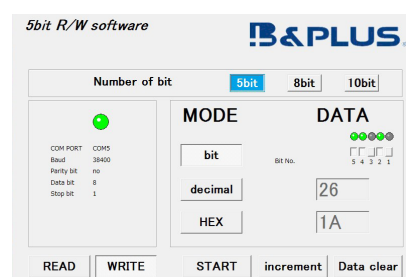 5bit R/W software
B&PLUS
Number of bit 5bit 8bit 10bit
MODE DATA
COM PORT COM5
Baud 38400
Parity bit no
Data bit 8
Stop bit 1
bit Bit No. 5 4 3 2 1
decimal 26
HEX 1A
READ WRITE START increment Data clear